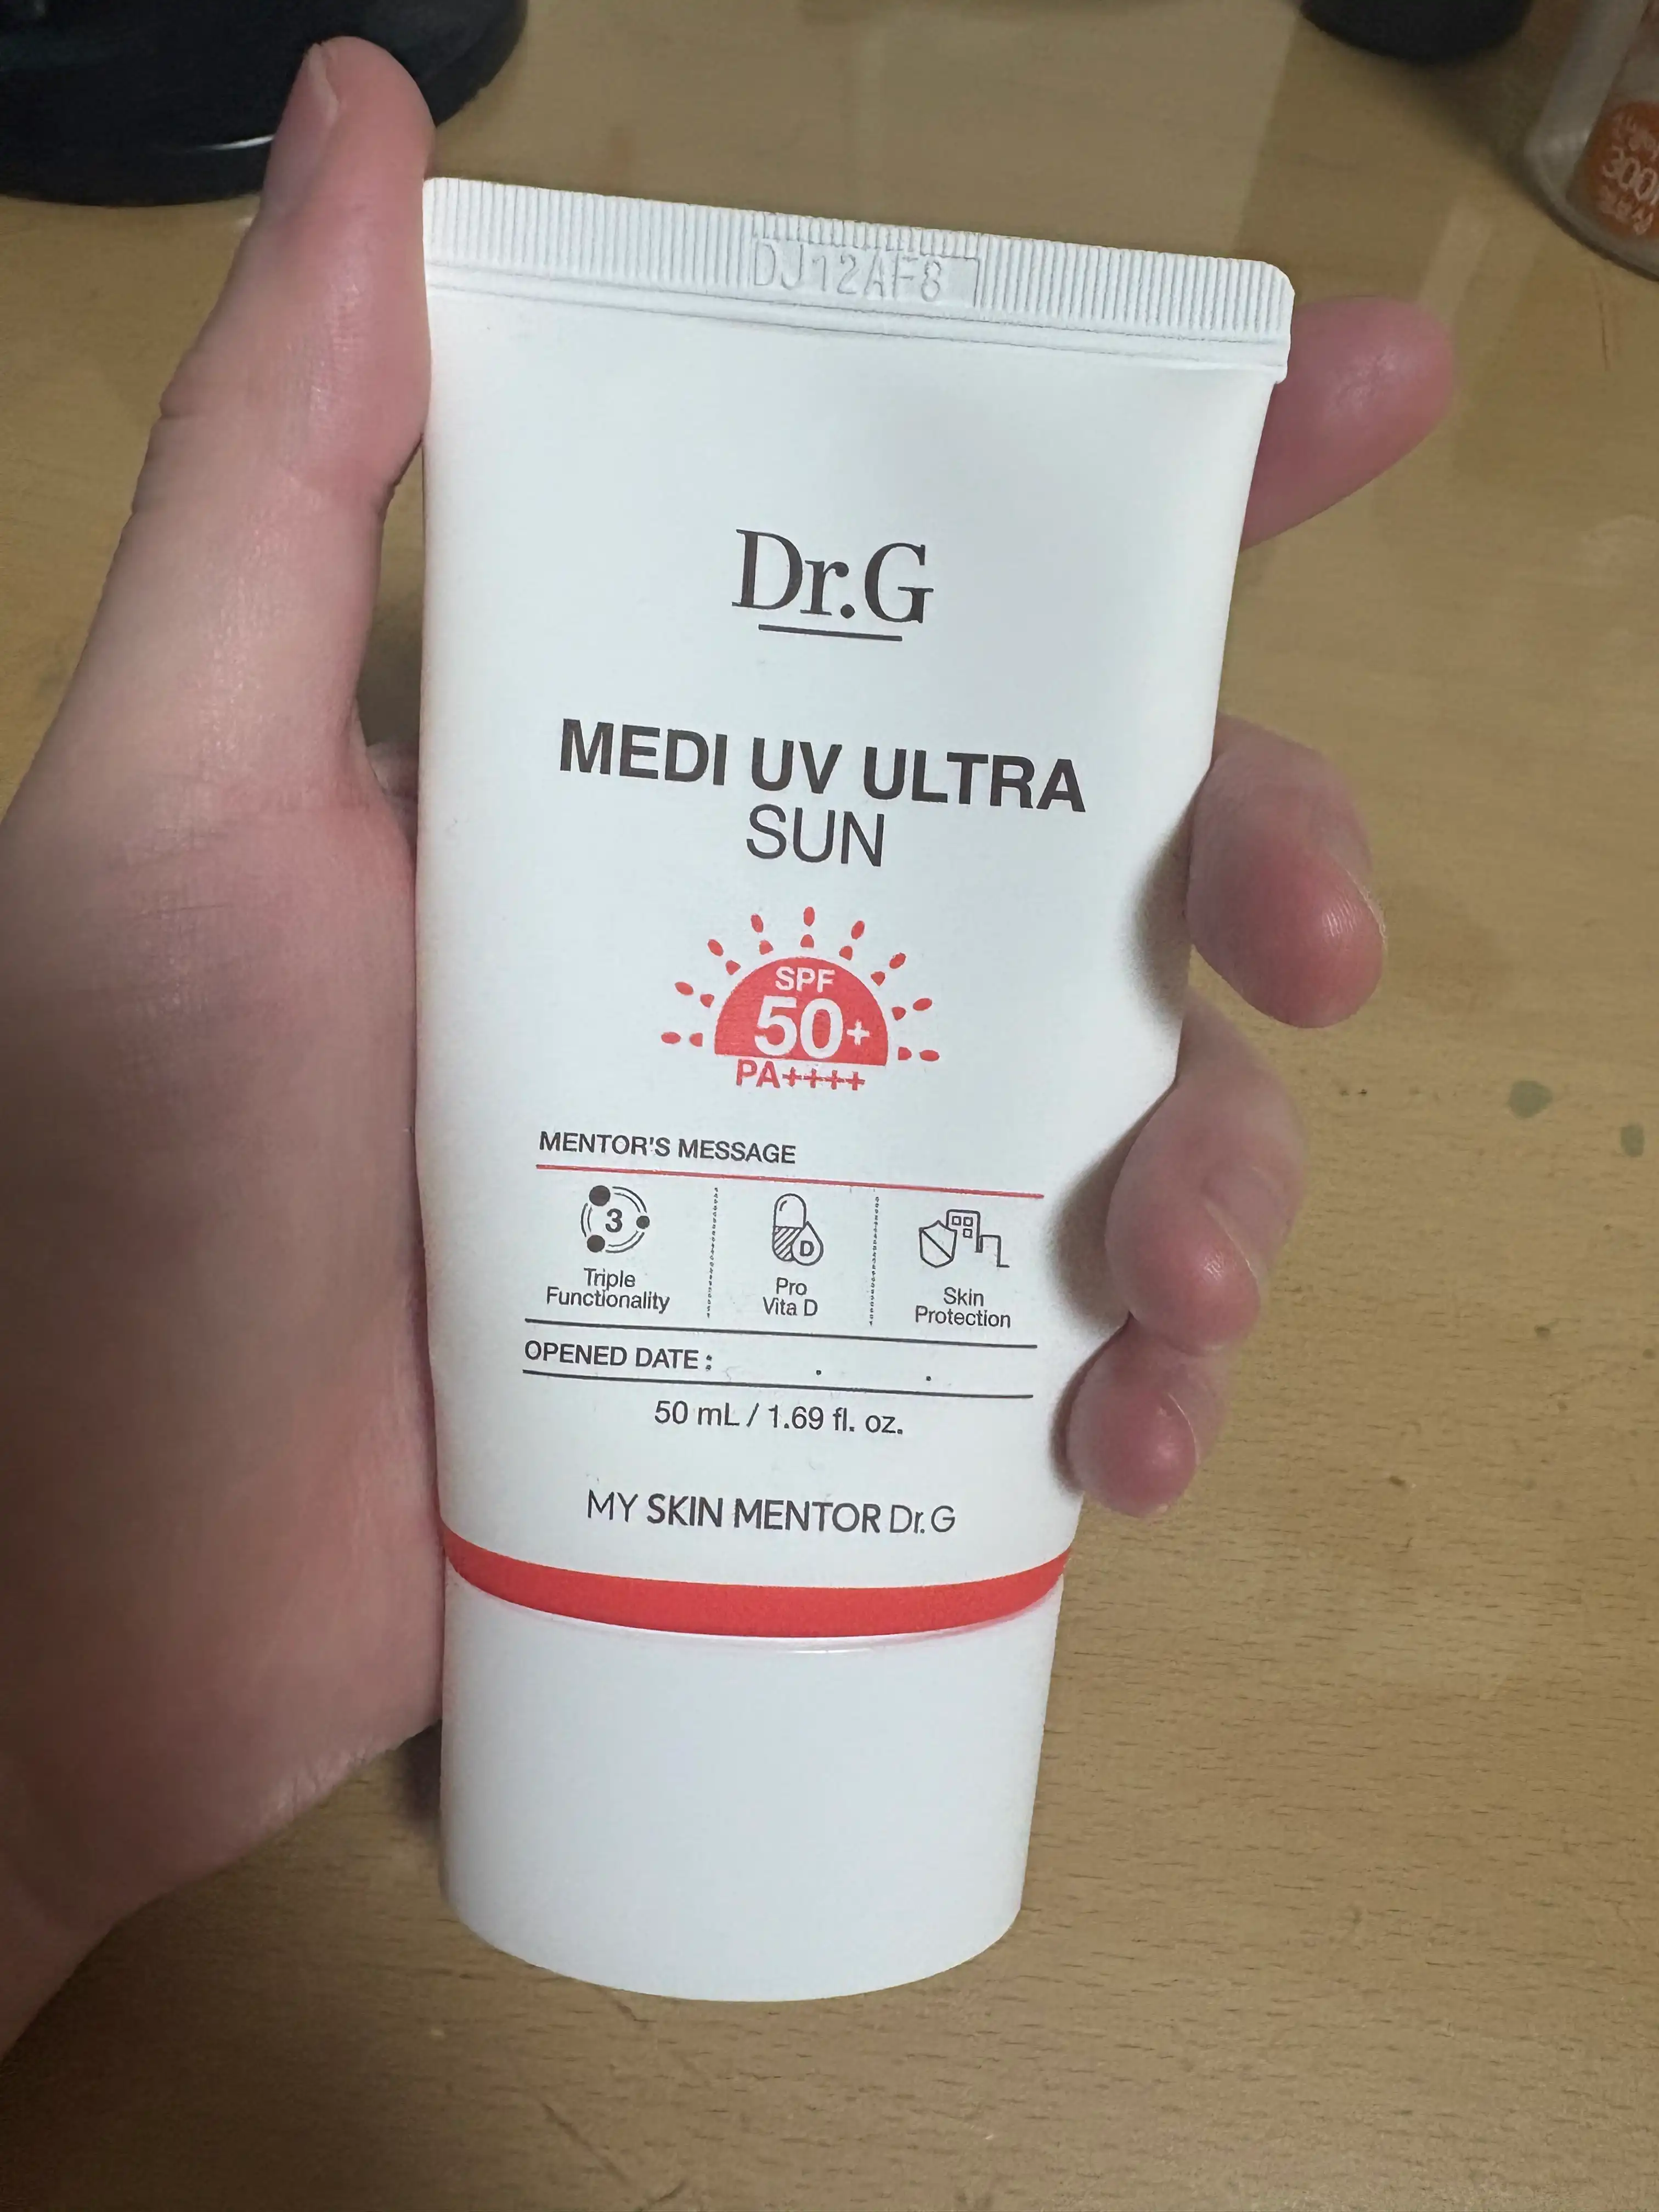 DJ12AF8
Dr.G
MEDI UV ULTRA
SUN
SPF
50+
PA++++
MENTOR'S MESSAGE
3
Triple
Functionality
D
Pro
Vita D
Skin
Protection
OPENED DATE : . .
50 mL / 1.69 fl. oz.
MY SKIN MENTOR Dr.G
300